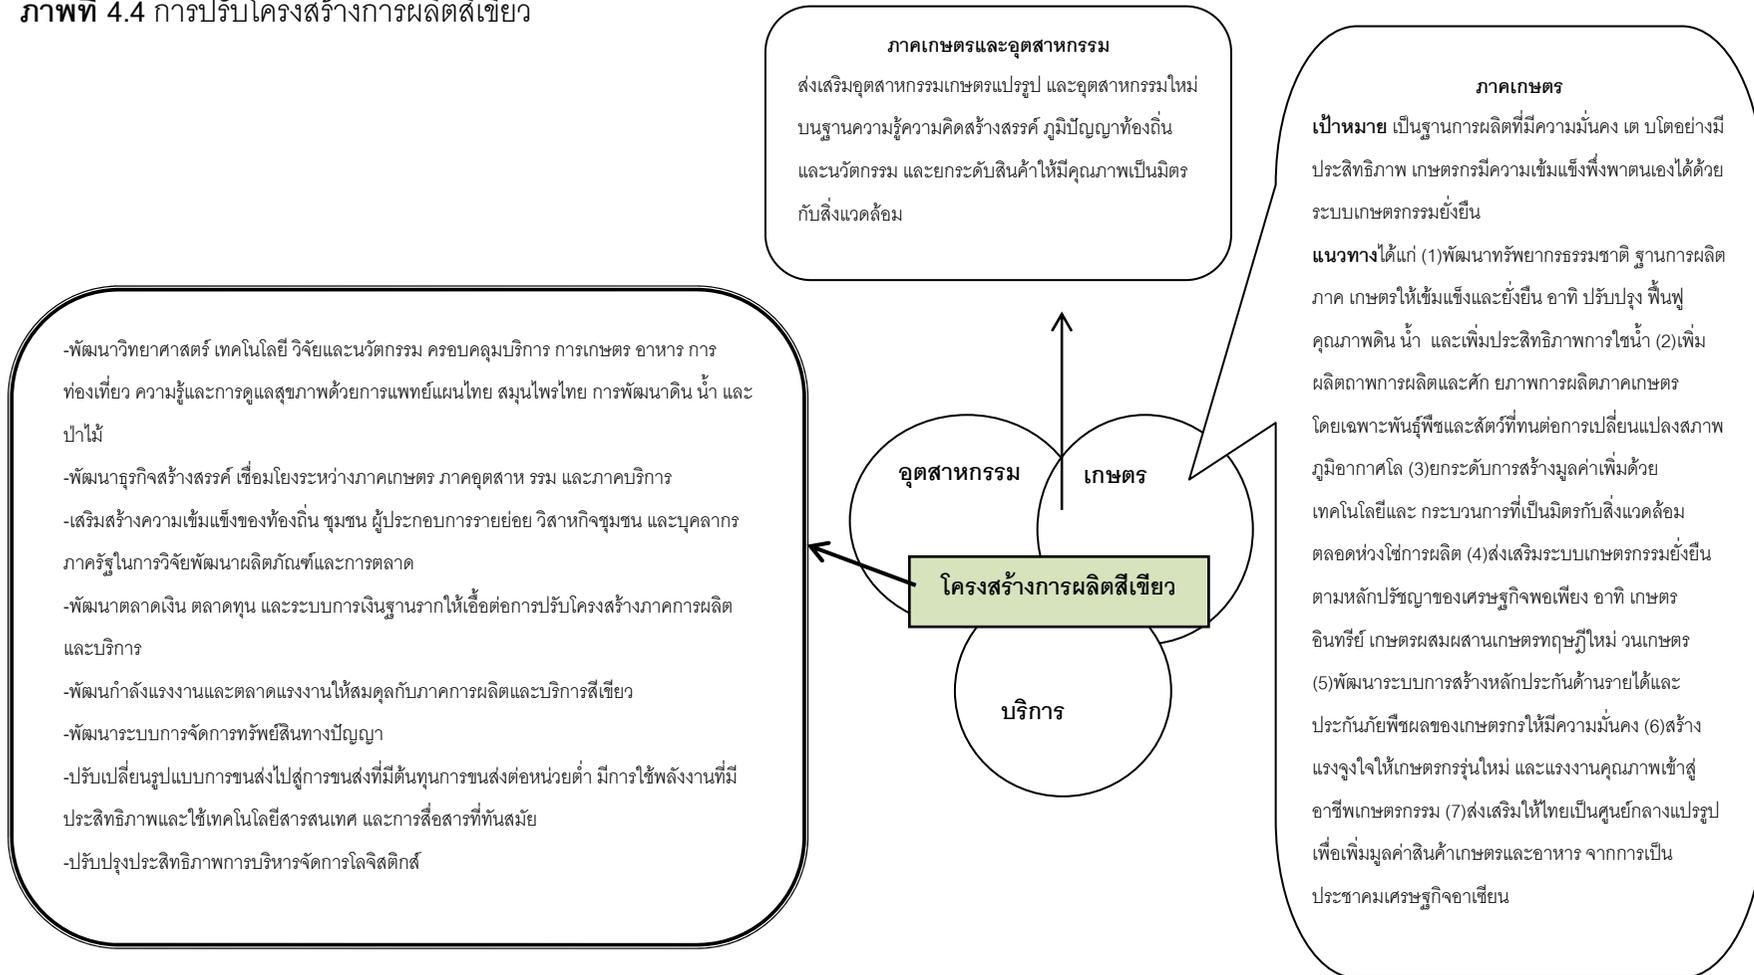 ภาพที่ 4.4 การปรับโครงสร้างการผลิตสีเขียว
ภาคเกษตรและอุตสาหกรรม
ส่งเสริมอุตสาหกรรมเกษตรแปรรูป และอุตสาหกรรมใหม่
บนฐานความรู้ความคิดสร้างสรรค์ ภูมิปัญญาท้องถิ่น
และนวัตกรรม และยกระดับสินค้าให้มีคุณภาพเป็นมิตร
กับสิ่งแวดล้อม
ภาคเกษตร
เป้าหมาย เป็นฐานการผลิตที่มีความมั่นคง เต บโตอย่างมี
ประสิทธิภาพ เกษตรกรมีความเข้มแข็งพึ่งพาตนเองได้ด้วย
ระบบเกษตรกรรมยั่งยืน
แนวทางได้แก่ (1)พัฒนาทรัพยากรธรรมชาติ ฐานการผลิต
ภาค เกษตรให้เข้มแข็งและยั่งยืน อาทิ ปรับปรุง ฟื้นฟู
คุณภาพดิน น้ำ และเพิ่มประสิทธิภาพการใช้น้ำ (2)เพิ่ม
ผลิตถาพการผลิตและศัก ยภาพการผลิตภาคเกษตร
โดยเฉพาะพันธุ์พืชและสัตว์ที่ทนต่อการเปลี่ยนแปลงสภาพ
ภูมิอากาศโล (3)ยกระดับการสร้างมูลค่าเพิ่มด้วย
เทคโนโลยีและ กระบวนการที่เป็นมิตรกับสิ่งแวดล้อม
ตลอดห่วงโซ่การผลิต (4)ส่งเสริมระบบเกษตรกรรมยั่งยืน
ตามหลักปรัชญาของเศรษฐกิจพอเพียง อาทิ เกษตร
อินทรีย์ เกษตรผสมผสานเกษตรทฤษฎีใหม่ วนเกษตร
(5)พัฒนาระบบการสร้างหลักประกันด้านรายได้และ
ประกันภัยพืชผลของเกษตรกรให้มีความมั่นคง (6)สร้าง
แรงจูงใจให้เกษตรกรรุ่นใหม่ และแรงงานคุณภาพเข้าสู่
อาชีพเกษตรกรรม (7)ส่งเสริมให้ไทยเป็นศูนย์กลางแปรรูป
เพื่อเพิ่มมูลค่าสินค้าเกษตรและอาหาร จากการเป็น
ประชาคมเศรษฐกิจอาเซียน
-พัฒนาวิทยาศาสตร์ เทคโนโลยี วิจัยและนวัตกรรม ครอบคลุมบริการ การเกษตร อาหาร การ
ท่องเที่ยว ความรู้และการดูแลสุขภาพด้วยการแพทย์แผนไทย สมุนไพรไทย การพัฒนาดิน น้ำ และ
ป่าไม้
-พัฒนาธุรกิจสร้างสรรค์ เชื่อมโยงระหว่างภาคเกษตร ภาคอุตสาห รรม และภาคบริการ
-เสริมสร้างความเข้มแข็งของท้องถิ่น ชุมชน ผู้ประกอบการรายย่อย วิสาหกิจชุมชน และบุคลากร
ภาครัฐในการวิจัยพัฒนาผลิตภัณฑ์และการตลาด
-พัฒนาตลาดเงิน ตลาดทุน และระบบการเงินฐานรากให้เอื้อต่อการปรับโครงสร้างภาคการผลิต
และบริการ
-พัฒนกำลังแรงงานและตลาดแรงงานให้สมดุลกับภาคการผลิตและบริการสีเขียว
-พัฒนาระบบการจัดการทรัพย์สินทางปัญญา
-ปรับเปลี่ยนรูปแบบการขนส่งไปสู่การขนส่งที่มีต้นทุนการขนส่งต่อหน่วยต่ำ มีการใช้พลังงานที่มี
ประสิทธิภาพและใช้เทคโนโลยีสารสนเทศ และการสื่อสารที่ทันสมัย
-ปรับปรุงประสิทธิภาพการบริหารจัดการโลจิสติกส์
อุตสาหกรรม
เกษตร
โครงสร้างการผลิตสีเขียว
บริการ